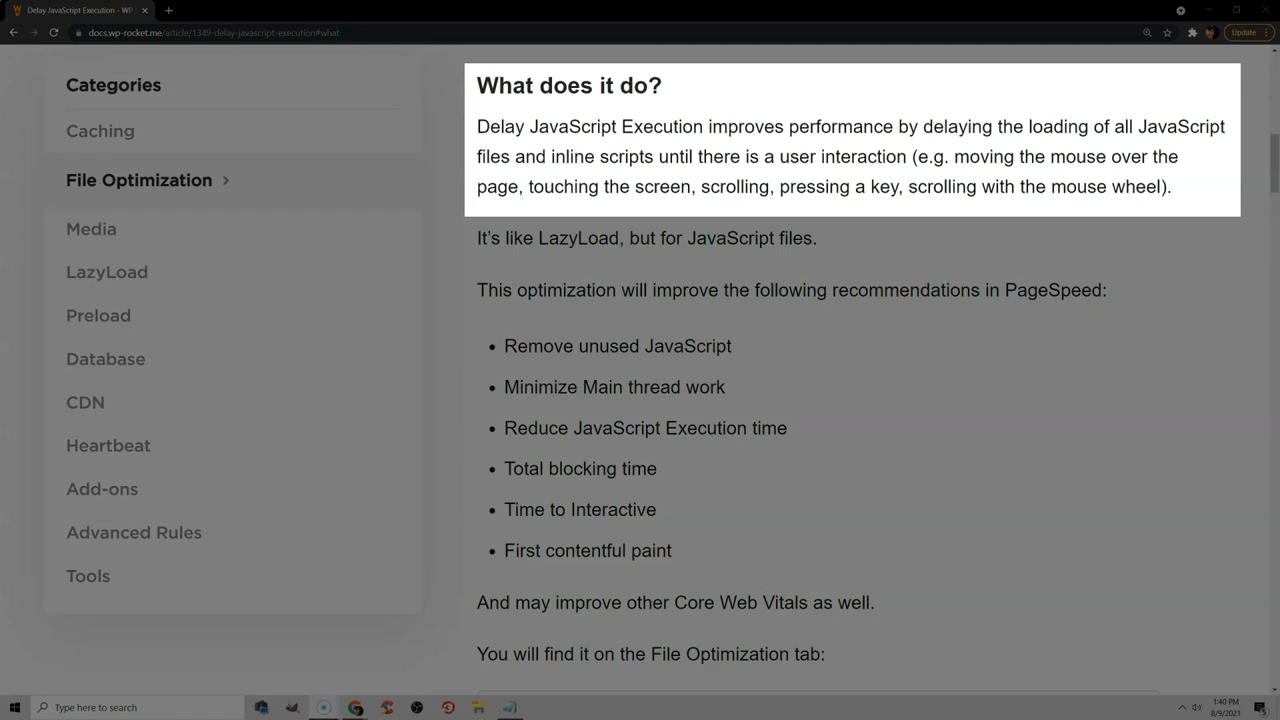 Delay JavaScript Execution - WP
docs.wp-rocket.me/article/1349-delay-javascript-execution#what
Update
Categories
Caching
File Optimization
Media
LazyLoad
Preload
Database
CDN
Heartbeat
Add-ons
Advanced Rules
Tools
What does it do?
Delay JavaScript Execution improves performance by delaying the loading of all JavaScript
files and inline scripts until there is a user interaction (e.g. moving the mouse over the
page, touching the screen, scrolling, pressing a key, scrolling with the mouse wheel).
It's like LazyLoad, but for JavaScript files.
This optimization will improve the following recommendations in PageSpeed:
• Remove unused JavaScript
• Minimize Main thread work
• Reduce JavaScript Execution time
• Total blocking time
• Time to Interactive
• First contentful paint
And may improve other Core Web Vitals as well.
You will find it on the File Optimization tab:
Type here to search
1:40 PM
8/9/2021